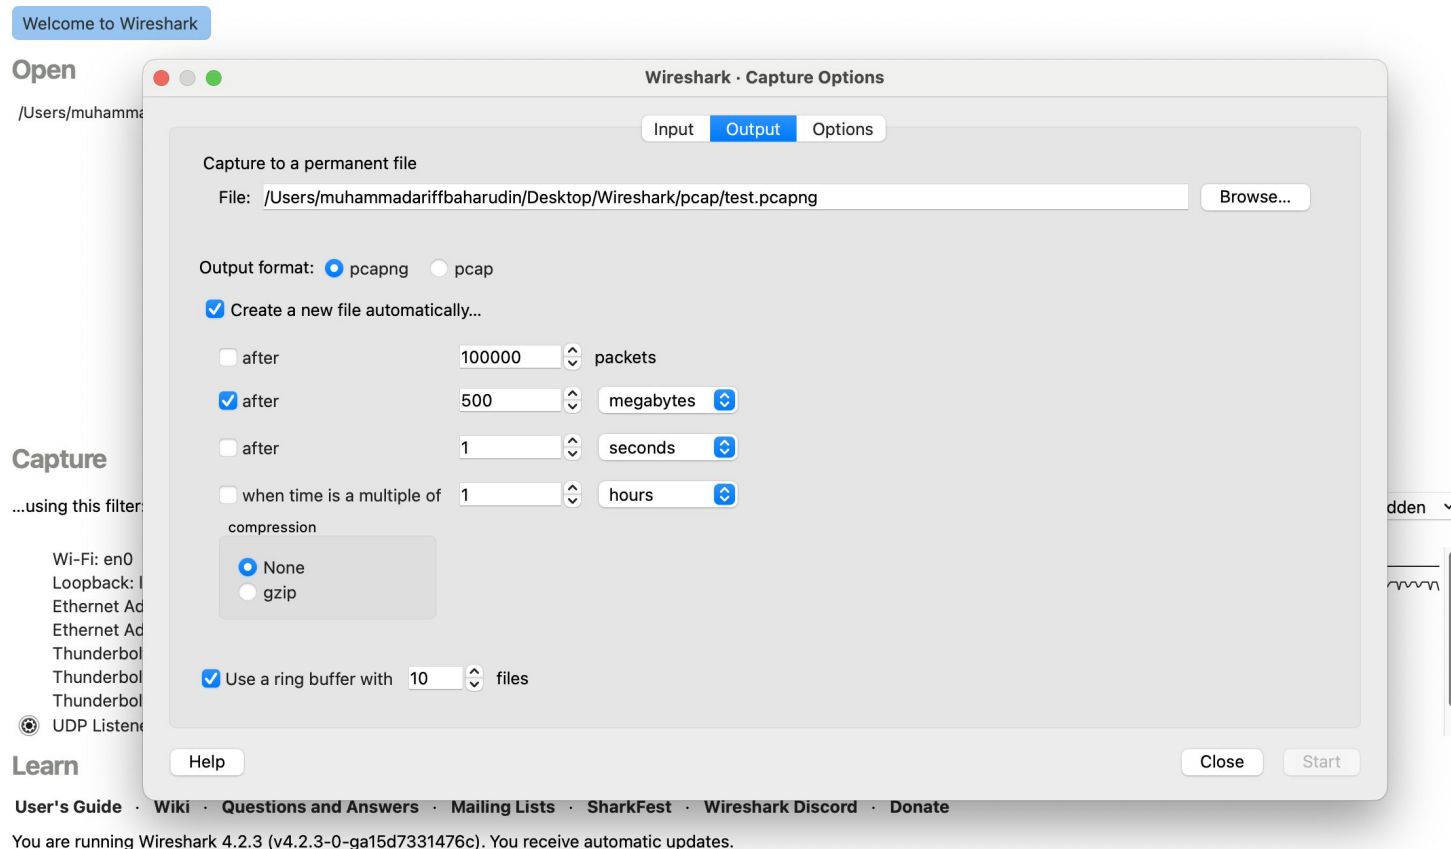 Welcome to Wireshark
Open
/Users/muhamma
Wireshark · Capture Options
Input Output Options
Capture to a permanent file
File: /Users/muhammadariffbaharudin/Desktop/Wireshark/pcap/test.pcapng Browse...
Output format: pcapng pcap
Create a new file automatically...
after 100000 packets
after 500 megabytes
after 1 seconds
when time is a multiple of 1 hours
compression
None
gzip
Use a ring buffer with 10 files
Help Close Start
Capture
...using this filter: dden
Wi-Fi: en0
Loopback: l
Ethernet Ad
Ethernet Ad
Thunderbol
Thunderbol
Thunderbol
UDP Listene
Learn
User's Guide · Wiki · Questions and Answers · Mailing Lists · SharkFest · Wireshark Discord · Donate
You are running Wireshark 4.2.3 (v4.2.3-0-ga15d7331476c). You receive automatic updates.